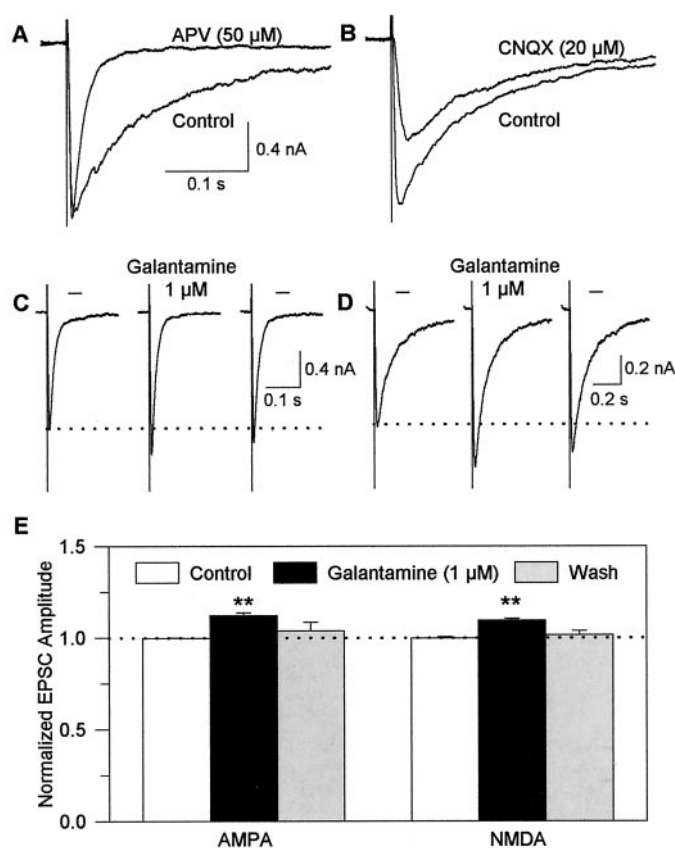 A
APV (50 µM)
Control
0.4 nA
0.1 s
B
CNQX (20 µM)
Control
C
Galantamine
1 µM
–
–
0.4 nA
0.1 s
D
Galantamine
1 µM
–
–
0.2 nA
0.2 s
E
Normalized EPSC Amplitude
1.5
1.0
0.5
0.0
Control
Galantamine (1 µM)
Wash
**
**
AMPA
NMDA